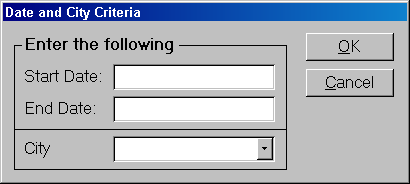 Date and City Criteria
Enter the following
Start Date:
End Date:
City
OK
Cancel